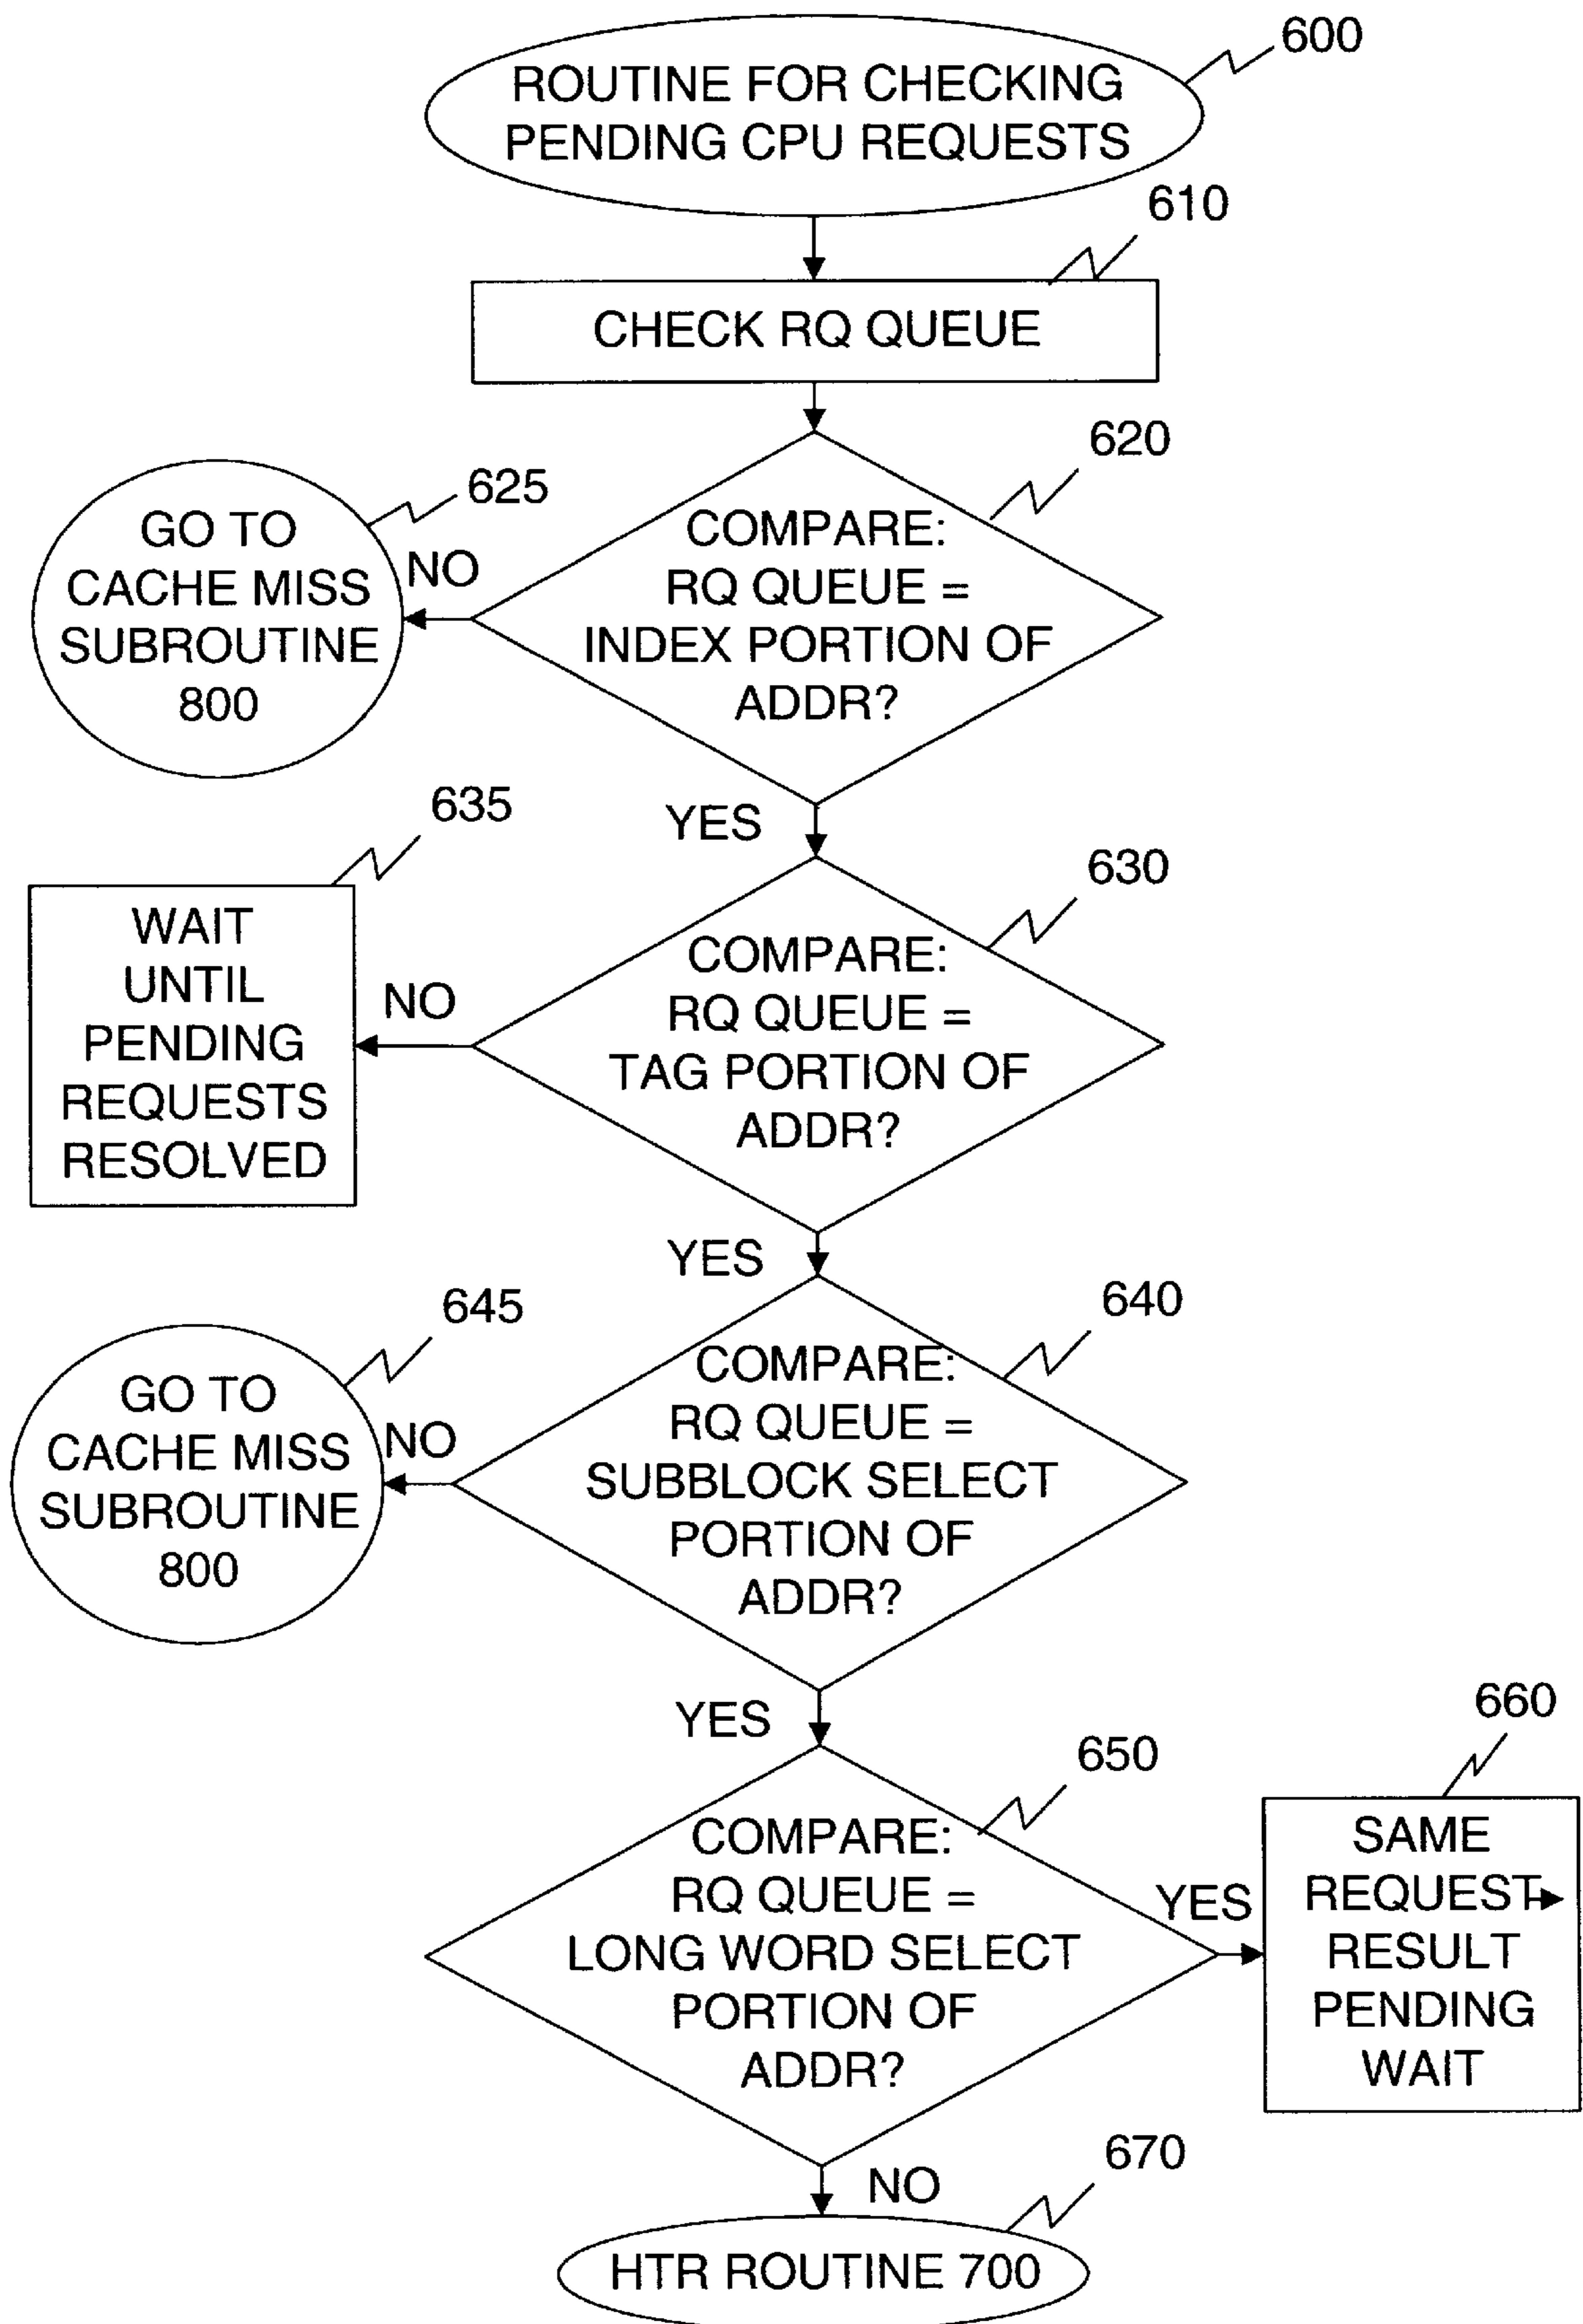 600
ROUTINE FOR CHECKING
PENDING CPU REQUESTS
610
CHECK RQ QUEUE
620
COMPARE:
RQ QUEUE =
INDEX PORTION OF
ADDR?
625
GO TO
CACHE MISS
SUBROUTINE
800
NO
YES
630
COMPARE:
RQ QUEUE =
TAG PORTION OF
ADDR?
635
WAIT
UNTIL
PENDING
REQUESTS
RESOLVED
NO
YES
640
COMPARE:
RQ QUEUE =
SUBBLOCK SELECT
PORTION OF
ADDR?
645
GO TO
CACHE MISS
SUBROUTINE
800
NO
YES
650
COMPARE:
RQ QUEUE =
LONG WORD SELECT
PORTION OF
ADDR?
YES
660
SAME
REQUEST
RESULT
PENDING
WAIT
NO
670
HTR ROUTINE 700